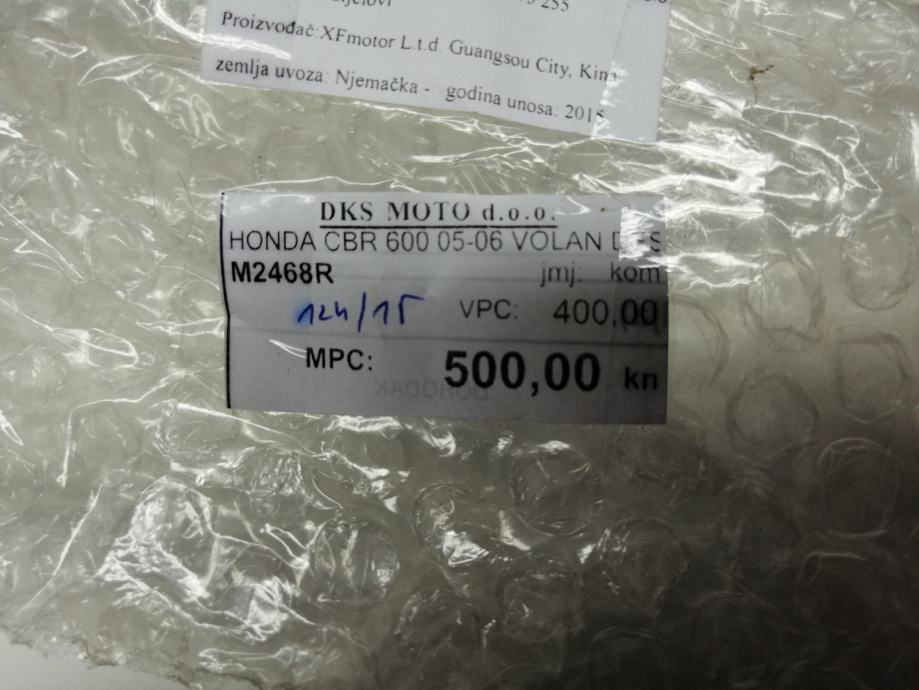 255
Proizvođač:XFmotor L.t.d. Guangsou City, Kina
zemlja uvoza: Njemačka - godina unosa: 2015
DKS MOTO d.o.o.
HONDA CBR 600 05-06 VOLAN
M2468R jmj: kom
124/15 VPC: 400,00
MPC: 500,00 kn